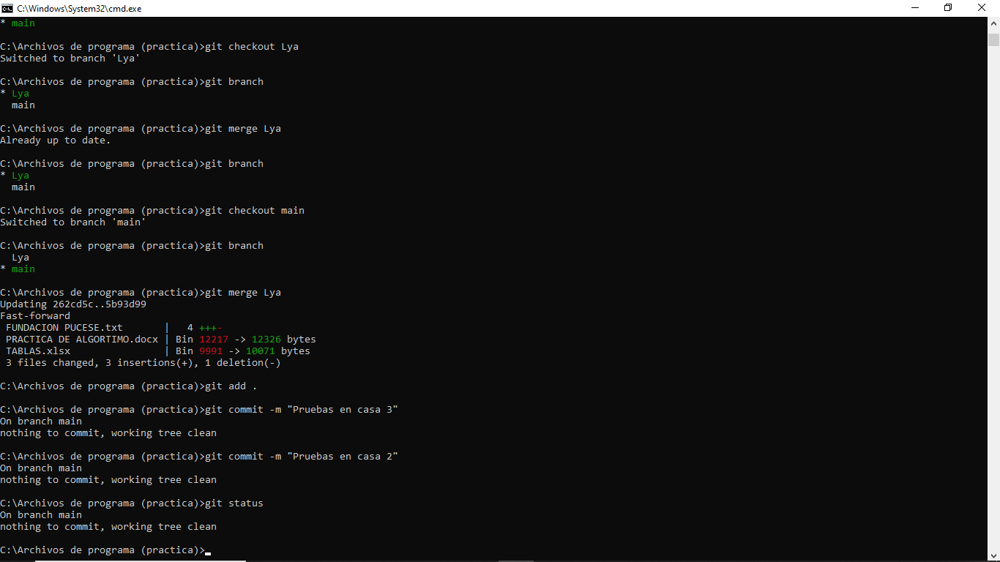 C:\Windows\System32\cmd.exe
* main
C:\Archivos de programa (practica)>git checkout Lya
Switched to branch 'Lya'
C:\Archivos de programa (practica)>git branch
* Lya
  main
C:\Archivos de programa (practica)>git merge Lya
Already up to date.
C:\Archivos de programa (practica)>git branch
* Lya
  main
C:\Archivos de programa (practica)>git checkout main
Switched to branch 'main'
C:\Archivos de programa (practica)>git branch
  Lya
* main
C:\Archivos de programa (practica)>git merge Lya
Updating 262cd5c..5b93d99
Fast-forward
 FUNDACION PUCESE.txt       |   4 +++-
 PRACTICA DE ALGORTIMO.docx | Bin 12217 -> 12326 bytes
 TABLAS.xlsx                | Bin 9991 -> 10071 bytes
 3 files changed, 3 insertions(+), 1 deletion(-)
C:\Archivos de programa (practica)>git add .
C:\Archivos de programa (practica)>git commit -m "Pruebas en casa 3"
On branch main
nothing to commit, working tree clean
C:\Archivos de programa (practica)>git commit -m "Pruebas en casa 2"
On branch main
nothing to commit, working tree clean
C:\Archivos de programa (practica)>git status
On branch main
nothing to commit, working tree clean
C:\Archivos de programa (practica)>